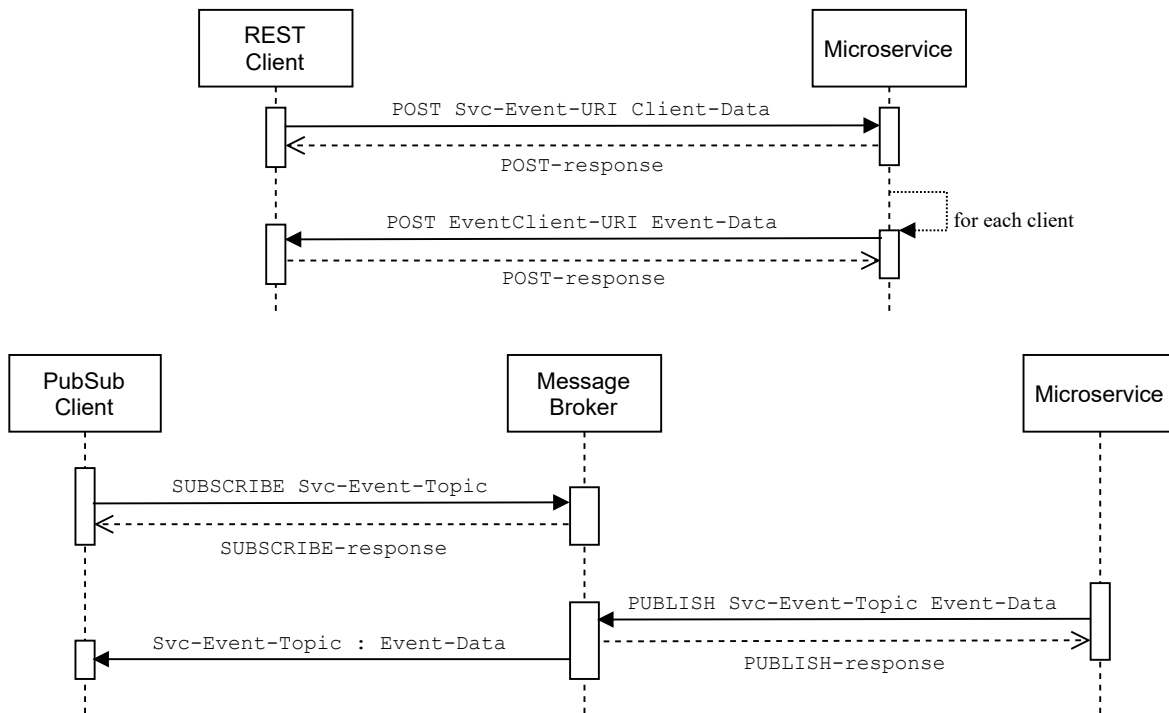 REST
Client
Microservice
POST Svc-Event-URI Client-Data
POST-response
for each client
POST EventClient-URI Event-Data
POST-response
PubSub
Client
Message
Broker
Microservice
SUBSCRIBE Svc-Event-Topic
SUBSCRIBE-response
PUBLISH Svc-Event-Topic Event-Data
Svc-Event-Topic : Event-Data
PUBLISH-response